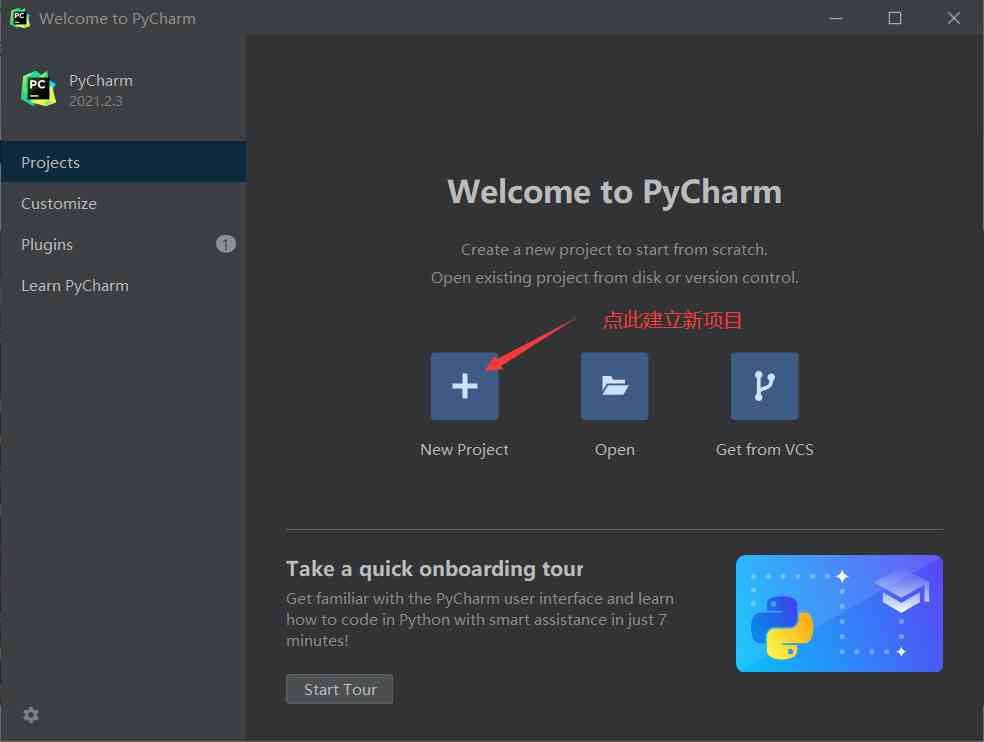 Welcome to PyCharm
PyCharm
2021.2.3
Projects
Customize
Plugins
1
Learn PyCharm
Welcome to PyCharm
Create a new project to start from scratch.
Open existing project from disk or version control.
点此建立新项目
New Project
Open
Get from VCS
Take a quick onboarding tour
Get familiar with the PyCharm user interface and learn
how to code in Python with smart assistance in just 7
minutes!
Start Tour